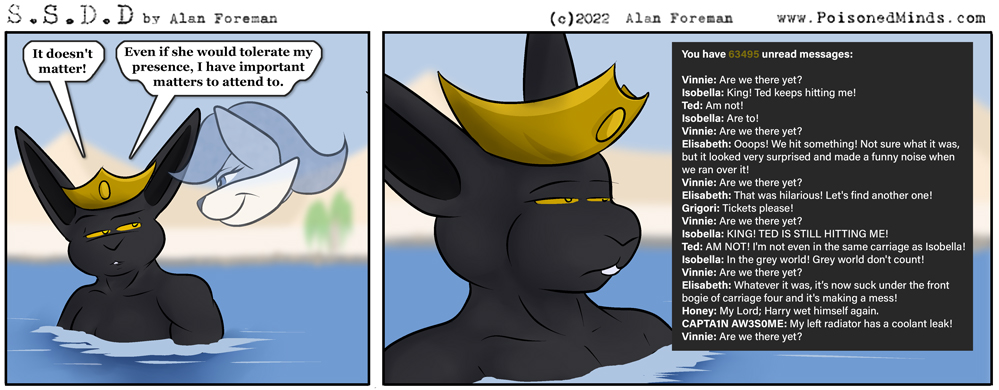 S.S.D.D by Alan Foreman (c)2022 Alan Foreman www.PoisonedMinds.com
It doesn't
matter!
Even if she would tolerate my
presence, I have important
matters to attend to.
You have 63495 unread messages:
Vinnie: Are we there yet?
Isobella: King! Ted keeps hitting me!
Ted: Am not!
Isobella: Are to!
Vinnie: Are we there yet?
Elisabeth: Ooops! We hit something! Not sure what it was,
but it looked very surprised and made a funny noise when
we ran over it!
Vinnie: Are we there yet?
Elisabeth: That was hilarious! Let's find another one!
Grigori: Tickets please!
Vinnie: Are we there yet?
Isobella: KING! TED IS STILL HITTING ME!
Ted: AM NOT! I'm not even in the same carriage as Isobella!
Isobella: In the grey world! Grey world don't count!
Vinnie: Are we there yet?
Elisabeth: Whatever it was, it's now suck under the front
bogie of carriage four and it's making a mess!
Honey: My Lord; Harry wet himself again.
CAPTA1N AW3S0ME: My left radiator has a coolant leak!
Vinnie: Are we there yet?